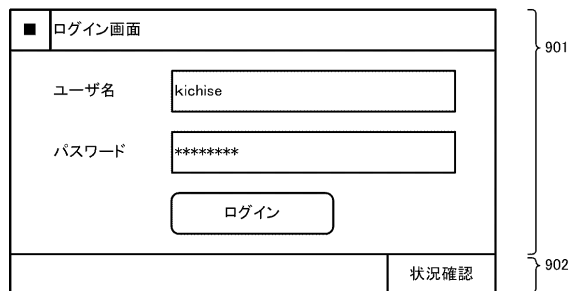 ■ ログイン画面
901
ユーザ名 kichise
パスワード ********
ログイン
状況確認
902